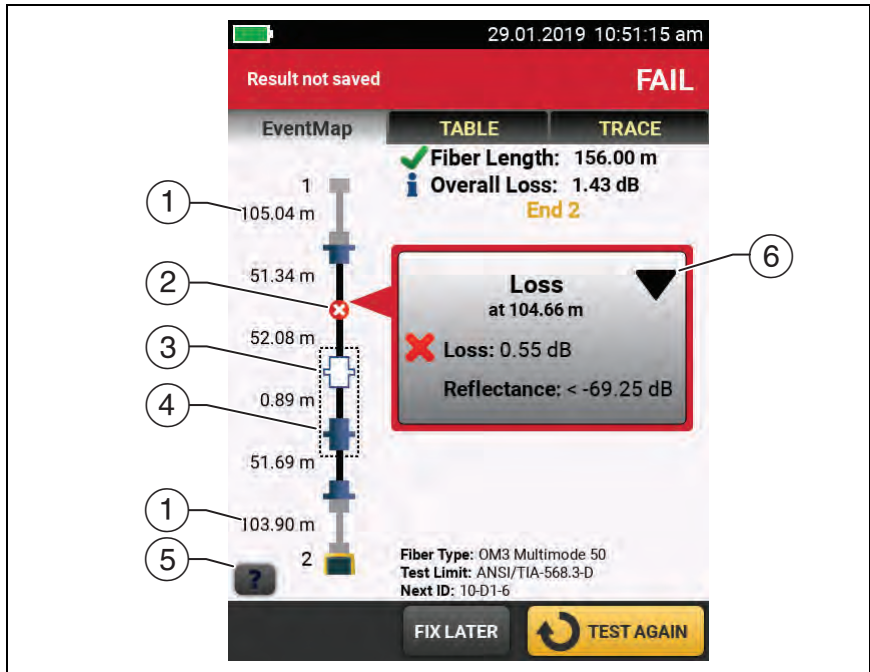 29.01.2019 10:51:15 am
Result not saved FAIL
EventMap TABLE TRACE
Fiber Length: 156.00 m
Overall Loss: 1.43 dB
End 2
1
1
105.04 m
6
2
51.34 m
Loss
at 104.66 m
3
52.08 m
Loss: 0.55 dB
4
0.89 m
Reflectance: < -69.25 dB
51.69 m
1
103.90 m
5
?
2
Fiber Type: OM3 Multimode 50
Test Limit: ANSI/TIA-568.3-D
Next ID: 10-D1-6
FIX LATER TEST AGAIN